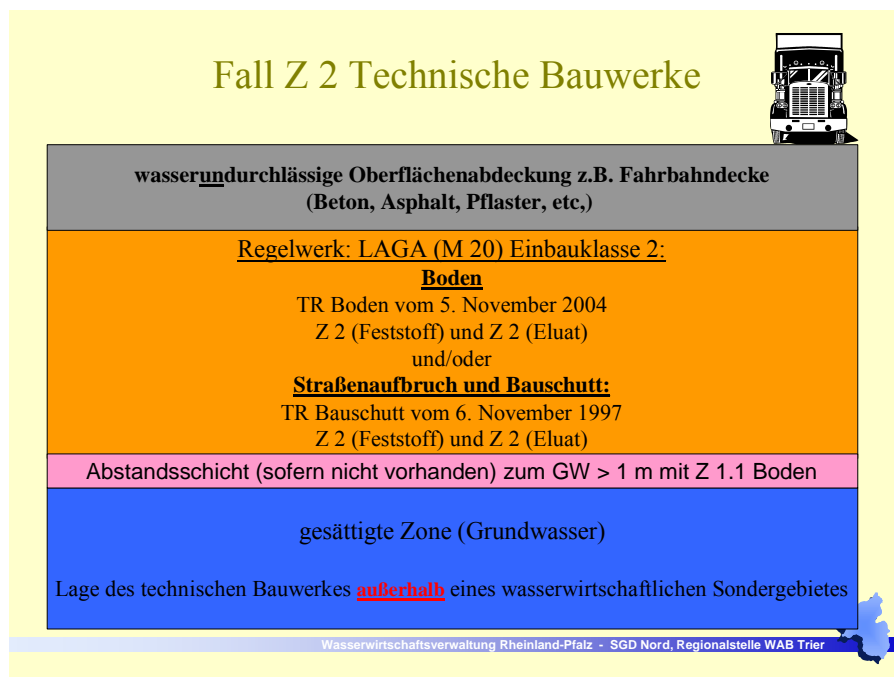 Fall Z 2 Technische Bauwerke
wasserundurchlässige Oberflächenabdeckung z.B. Fahrbahndecke
(Beton, Asphalt, Pflaster, etc,)
Regelwerk: LAGA (M 20) Einbauklasse 2:
Boden
TR Boden vom 5. November 2004
Z 2 (Feststoff) und Z 2 (Eluat)
und/oder
Straßenaufbruch und Bauschutt:
TR Bauschutt vom 6. November 1997
Z 2 (Feststoff) und Z 2 (Eluat)
Abstandsschicht (sofern nicht vorhanden) zum GW > 1 m mit Z 1.1 Boden
gesättigte Zone (Grundwasser)
Lage des technischen Bauwerkes außerhalb eines wasserwirtschaftlichen Sondergebietes
Wasserwirtschaftsverwaltung Rheinland-Pfalz - SGD Nord, Regionalstelle WAB Trier